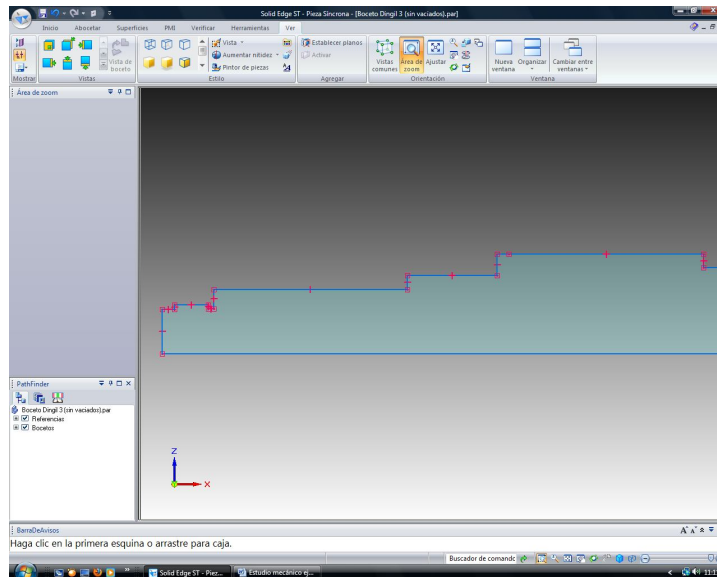 Solid Edge ST - Pieza Síncrona - [Boceto Dingil 3 (sin vaciados).par]
Inicio Abocetar Superficies PMI Verificar Herramientas Ver
Vista Establecer planos
Aumentar nitidez Activar
Pintor de piezas
Vista de boceto
Vistas comunes Área de zoom Ajustar
Nueva ventana Organizar Cambiar entre ventanas
Mostrar Vistas Estilo Agregar Orientación Ventana
Área de zoom
Z
X
PathFinder
Boceto Dingil 3 (sin vaciados).par
Referencias
Bocetos
BarraDeAvisos
Haga clic en la primera esquina o arrastre para caja.
Buscador de comandc
Solid Edge ST - Piez... Estudio mecánico ej...